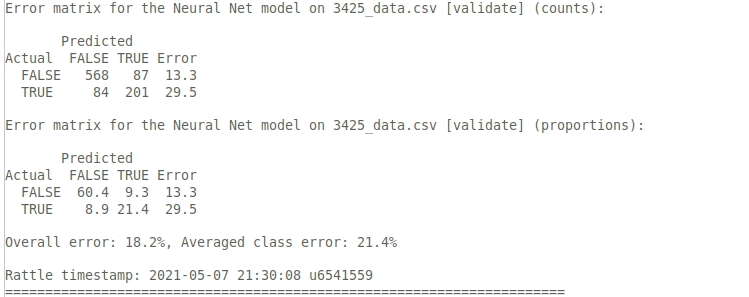 Error matrix for the Neural Net model on 3425_data.csv [validate] (counts):
Predicted
Actual  FALSE TRUE Error
FALSE   568   87  13.3
TRUE    84  201  29.5
Error matrix for the Neural Net model on 3425_data.csv [validate] (proportions):
Predicted
Actual  FALSE TRUE Error
FALSE  60.4  9.3  13.3
TRUE   8.9 21.4  29.5
Overall error: 18.2%, Averaged class error: 21.4%
Rattle timestamp: 2021-05-07 21:30:08 u6541559
======================================================================